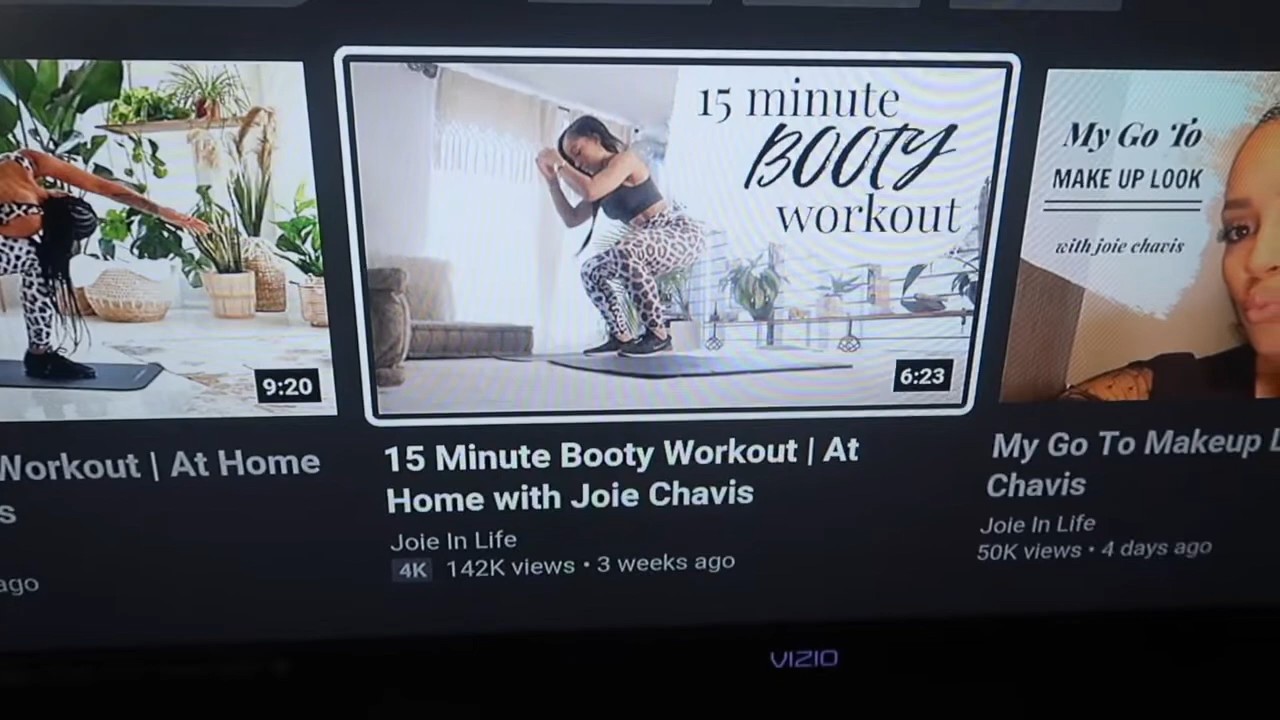 9:20
Workout | At Home
s
ago
15 minute
BOOTY
workout
6:23
15 Minute Booty Workout | At
Home with Joie Chavis
Joie In Life
4K 142K views • 3 weeks ago
My Go To
MAKE UP LOOK
with joie chavis
My Go To Makeup L
Chavis
Joie In Life
50K views • 4 days ago
VIZIO